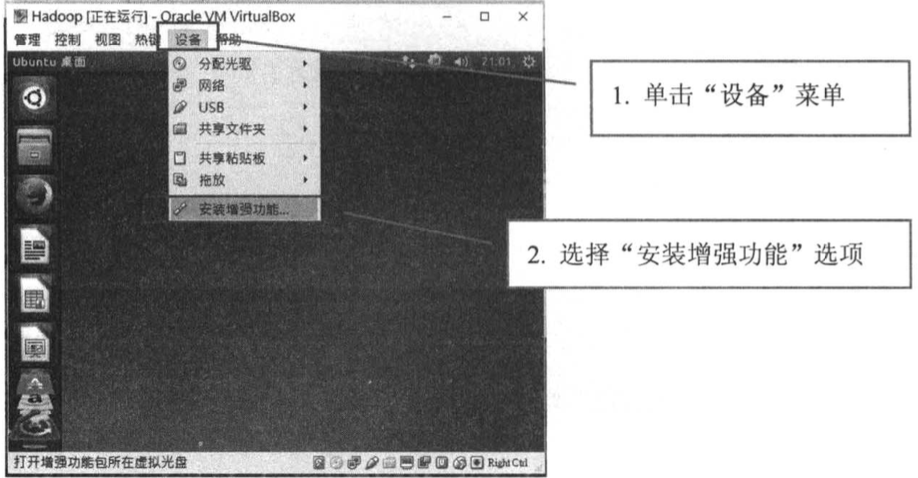 Hadoop [正在运行] - Oracle VM VirtualBox
管理 控制 视图 热键 设备 帮助
Ubuntu 桌面
21:01
分配光驱
网络
USB
共享文件夹
共享粘贴板
拖放
安装增强功能...
1. 单击“设备”菜单
2. 选择“安装增强功能”选项
打开增强功能包所在虚拟光盘
Right Ctrl